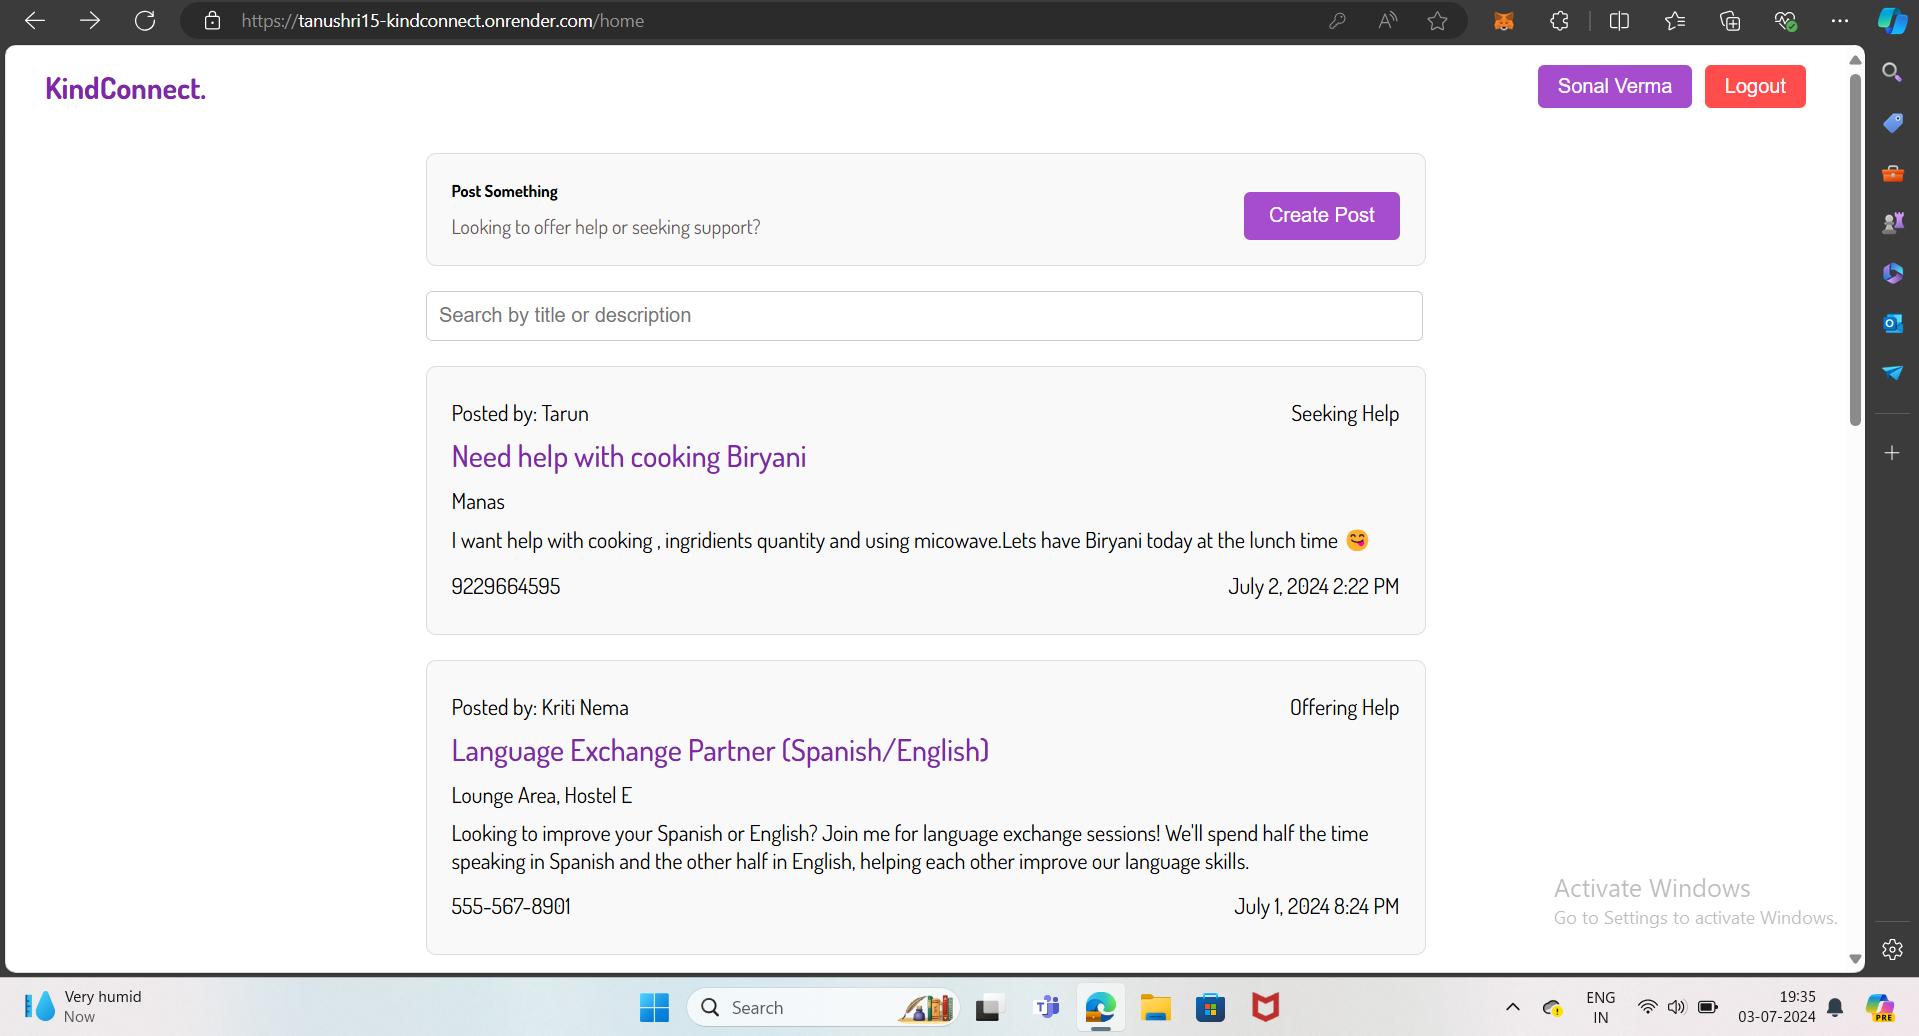 https://tanushri15-kindconnect.onrender.com/home
KindConnect.
Sonal Verma
Logout
Post Something
Looking to offer help or seeking support?
Create Post
Search by title or description
Posted by: Tarun
Seeking Help
Need help with cooking Biryani
Manas
I want help with cooking , ingridients quantity and using micowave.Lets have Biryani today at the lunch time 😋
9229664595
July 2, 2024 2:22 PM
Posted by: Kriti Nema
Offering Help
Language Exchange Partner (Spanish/English)
Lounge Area, Hostel E
Looking to improve your Spanish or English? Join me for language exchange sessions! We'll spend half the time
speaking in Spanish and the other half in English, helping each other improve our language skills.
555-567-8901
July 1, 2024 8:24 PM
Activate Windows
Go to Settings to activate Windows.
Very humid
Now
Search
ENG
IN
19:35
03-07-2024
PRE